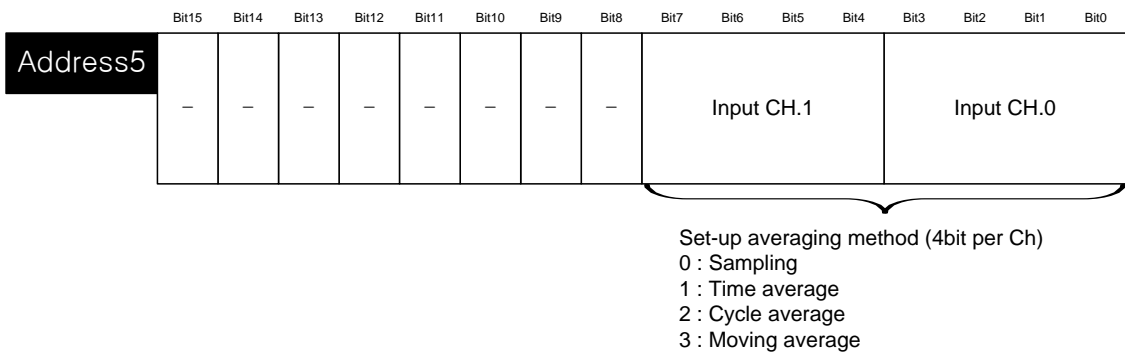 Bit15 Bit14 Bit13 Bit12 Bit11 Bit10 Bit9 Bit8 Bit7 Bit6 Bit5 Bit4 Bit3 Bit2 Bit1 Bit0
Address5
– – – – – – – – Input CH.1 Input CH.0
Set-up averaging method (4bit per Ch)
0 : Sampling
1 : Time average
2 : Cycle average
3 : Moving average